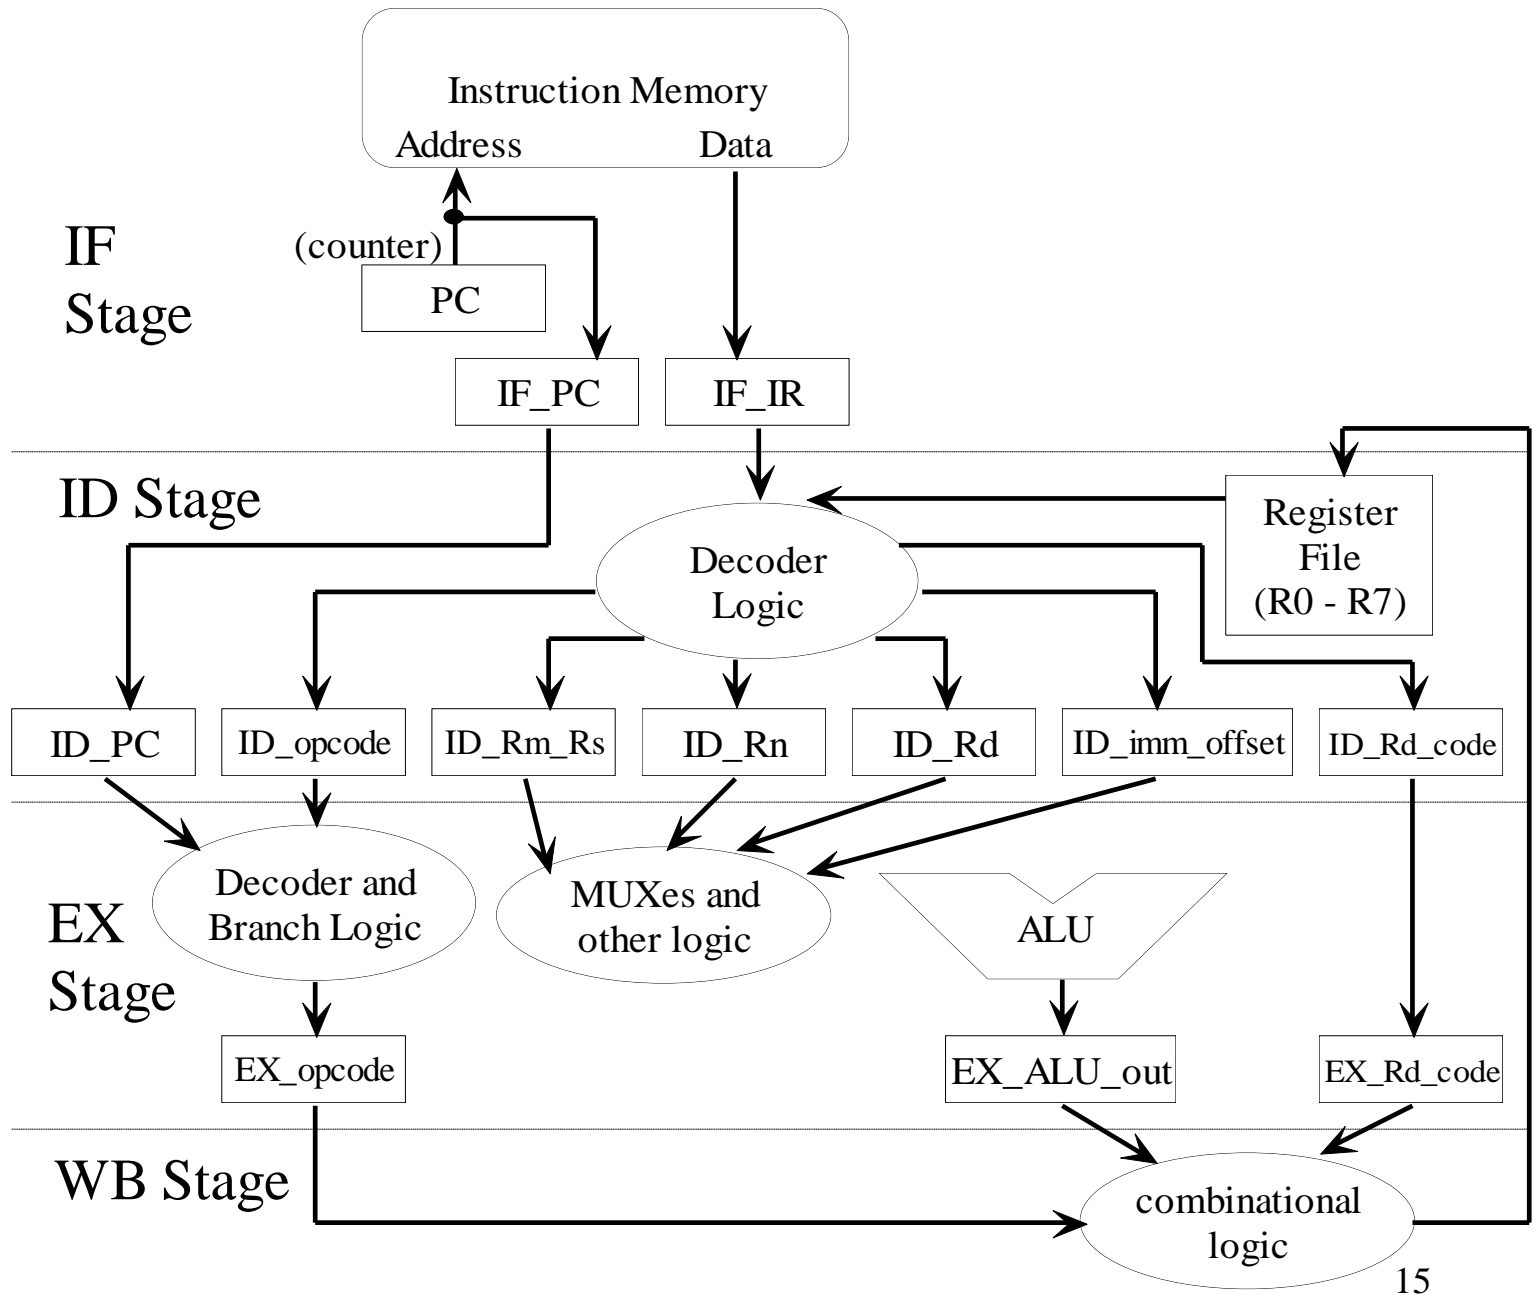 Instruction Memory
Address Data
IF
Stage
(counter)
PC
IF_PC IF_IR
ID Stage
Register
File
(R0 - R7)
Decoder
Logic
ID_PC ID_opcode ID_Rm_Rs ID_Rn ID_Rd ID_imm_offset ID_Rd_code
EX
Stage
Decoder and
Branch Logic
MUXes and
other logic
ALU
EX_opcode EX_ALU_out EX_Rd_code
WB Stage
combinational
logic
15